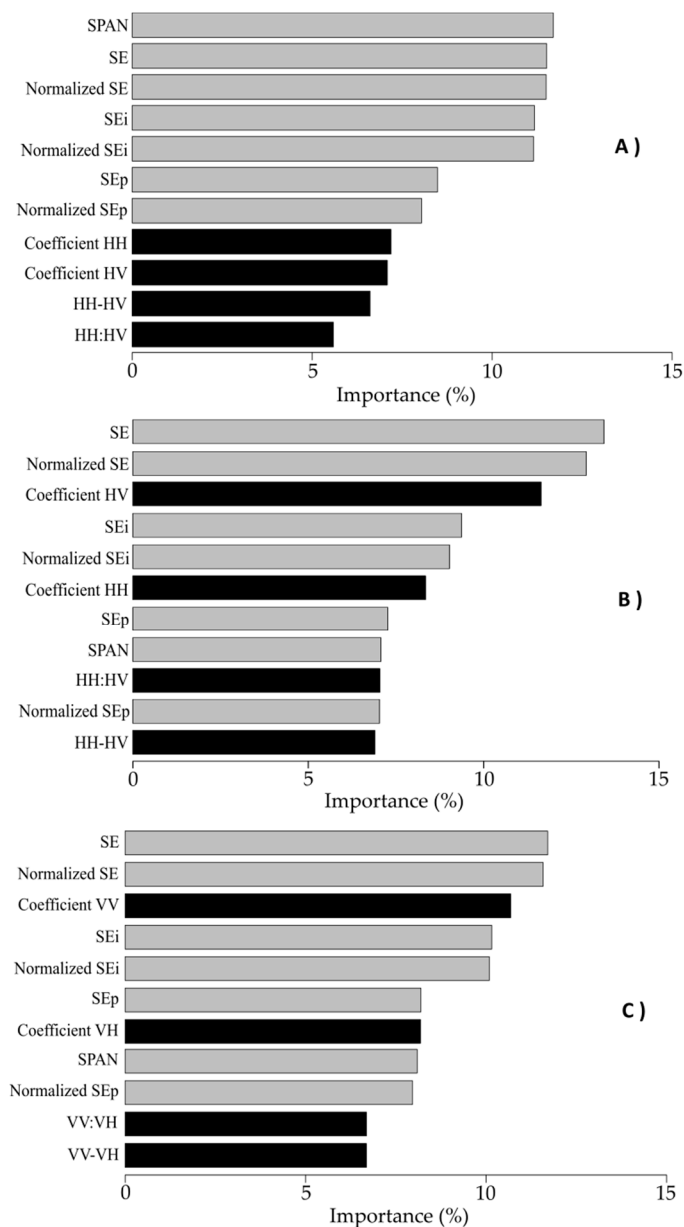 SPAN
SE
Normalized SE
SEi
Normalized SEi
A )
SEp
Normalized SEp
Coefficient HH
Coefficient HV
HH-HV
HH:HV
0 5 10 15
Importance (%)
SE
Normalized SE
Coefficient HV
SEi
Normalized SEi
Coefficient HH
B )
SEp
SPAN
HH:HV
Normalized SEp
HH-HV
0 5 10 15
Importance (%)
SE
Normalized SE
Coefficient VV
SEi
Normalized SEi
SEp
C )
Coefficient VH
SPAN
Normalized SEp
VV:VH
VV-VH
0 5 10 15
Importance (%)